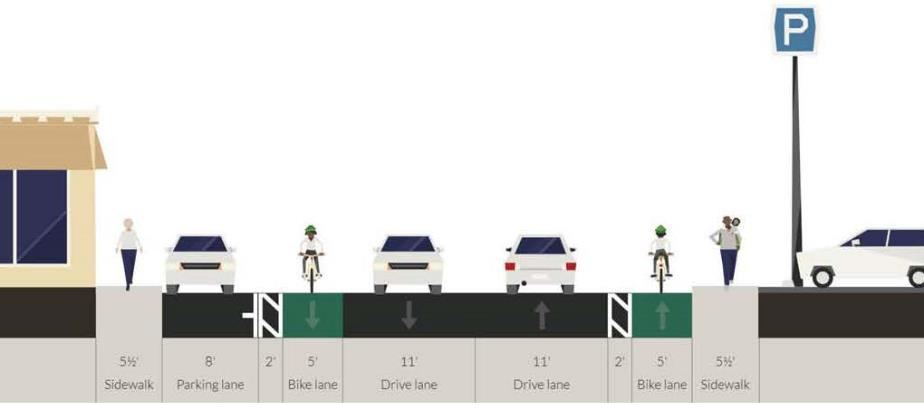 P
5½' 8' 2' 5' 11' 11' 2' 5' 5½'
Sidewalk Parking lane Bike lane Drive lane Drive lane Bike lane Sidewalk